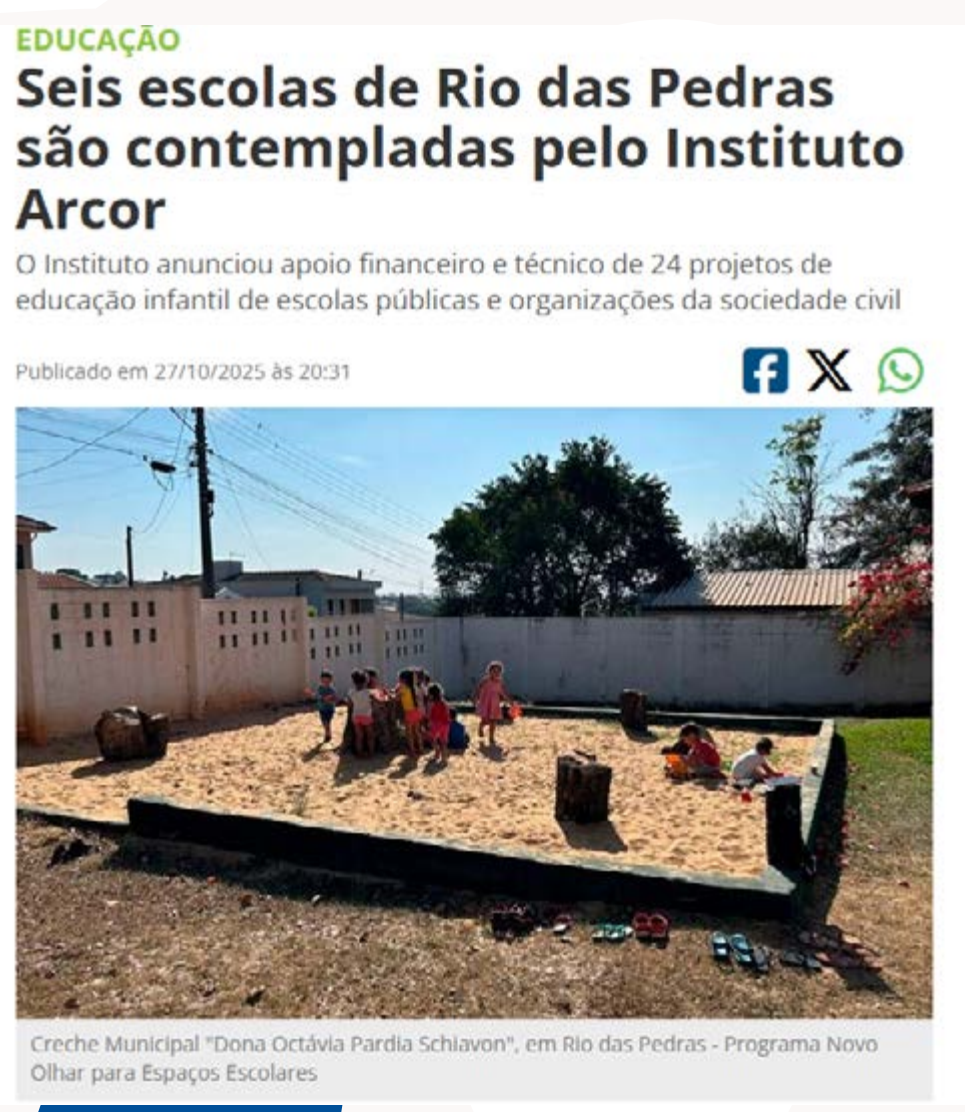 EDUCAÇÃO
Seis escolas de Rio das Pedras
são contempladas pelo Instituto
Arcor
O Instituto anunciou apoio financeiro e técnico de 24 projetos de
educação infantil de escolas públicas e organizações da sociedade civil
Publicado em 27/10/2025 às 20:31
Creche Municipal "Dona Octávia Pardia Schiavon", em Rio das Pedras - Programa Novo
Olhar para Espaços Escolares